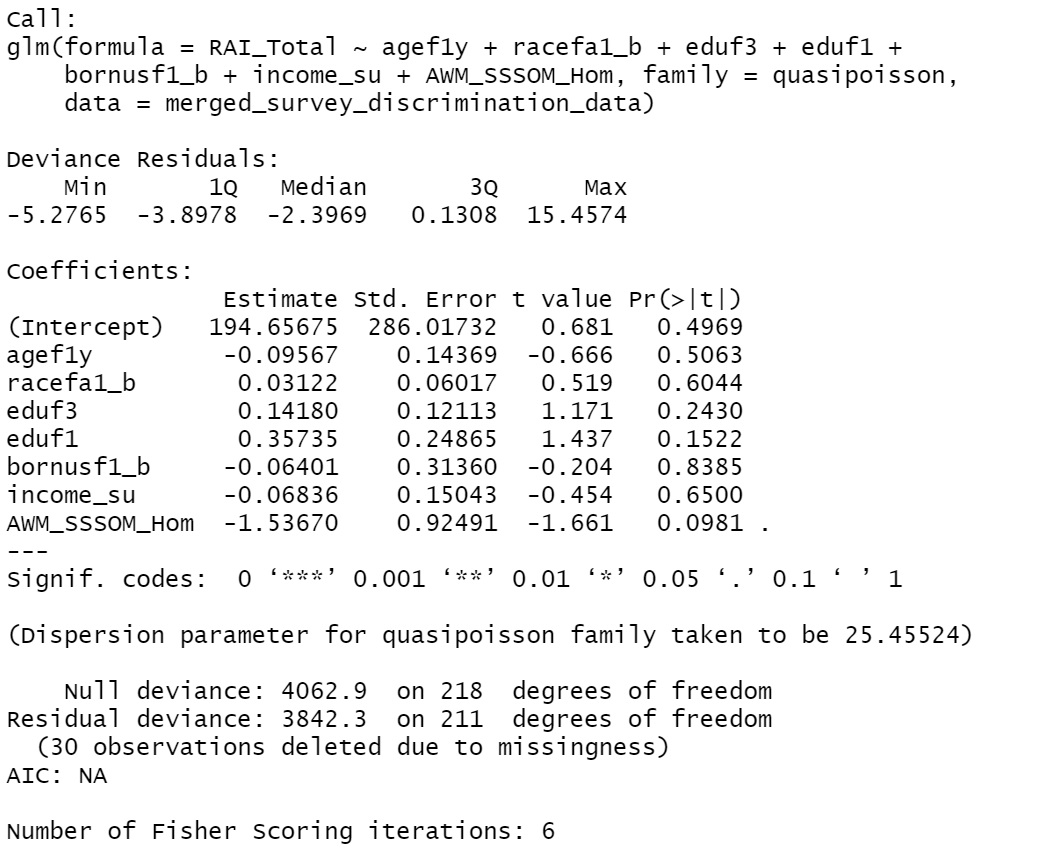 Call:
glm(formula = RAI_Total ~ agef1y + racefa1_b + eduf3 + eduf1 +
    bornusf1_b + income_su + AWM_SSSOM_Hom, family = quasipoisson,
    data = merged_survey_discrimination_data)

Deviance Residuals:
    Min       1Q   Median       3Q      Max
-5.2765  -3.8978  -2.3969   0.1308  15.4574

Coefficients:
              Estimate Std. Error t value Pr(>|t|)
(Intercept)   194.65675  286.01732   0.681   0.4969
agef1y         -0.09567    0.14369  -0.666   0.5063
racefa1_b       0.03122    0.06017   0.519   0.6044
eduf3           0.14180    0.12113   1.171   0.2430
eduf1           0.35735    0.24865   1.437   0.1522
bornusf1_b     -0.06401    0.31360  -0.204   0.8385
income_su      -0.06836    0.15043  -0.454   0.6500
AWM_SSSOM_Hom  -1.53670    0.92491  -1.661   0.0981 .
---
Signif. codes:  0 ‘***’ 0.001 ‘**’ 0.01 ‘*’ 0.05 ‘.’ 0.1 ‘ ’ 1

(Dispersion parameter for quasipoisson family taken to be 25.45524)

    Null deviance: 4062.9  on 218  degrees of freedom
Residual deviance: 3842.3  on 211  degrees of freedom
  (30 observations deleted due to missingness)
AIC: NA

Number of Fisher Scoring iterations: 6